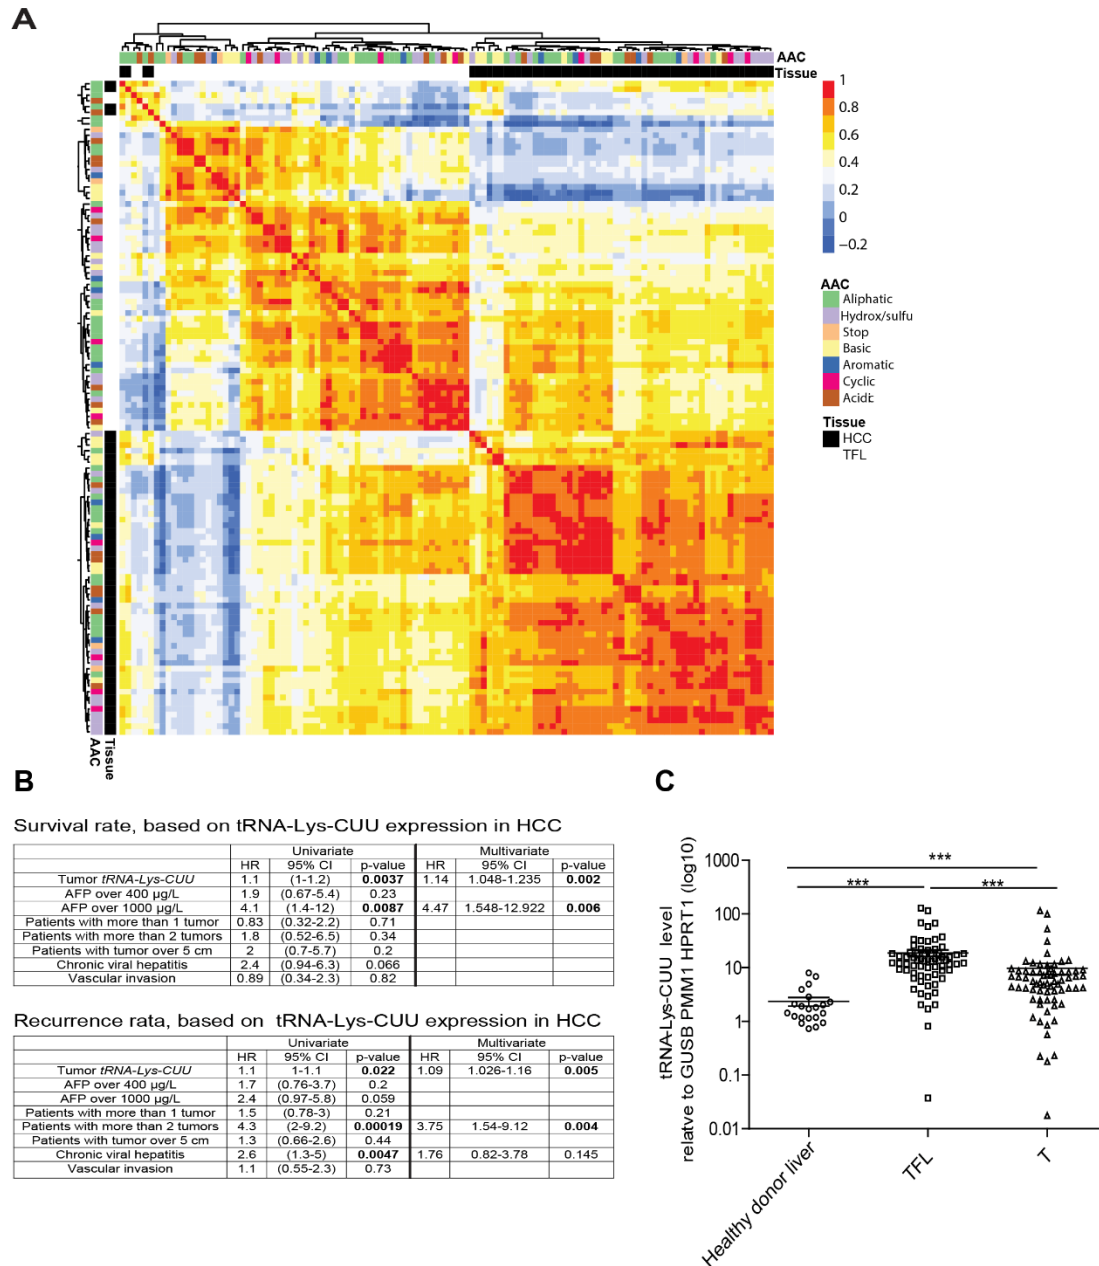 A
AAC
Tissue
1
0.8
0.6
0.4
0.2
0
−0.2
AAC
Aliphatic
Hydrox/sulfu
Stop
Basic
Aromatic
Cyclic
Acidic
Tissue
HCC
TFL
AAC
Tissue
B
Survival rate, based on tRNA-Lys-CUU expression in HCC
Univariate Multivariate
HR 95% CI p-value HR 95% CI p-value
Tumor tRNA-Lys-CUU 1.1 (1-1.2) 0.0037 1.14 1.048-1.235 0.002
AFP over 400 µg/L 1.9 (0.67-5.4) 0.23
AFP over 1000 µg/L 4.1 (1.4-12) 0.0087 4.47 1.548-12.922 0.006
Patients with more than 1 tumor 0.83 (0.32-2.2) 0.71
Patients with more than 2 tumors 1.8 (0.52-6.5) 0.34
Patients with tumor over 5 cm 2 (0.7-5.7) 0.2
Chronic viral hepatitis 2.4 (0.94-6.3) 0.066
Vascular invasion 0.89 (0.34-2.3) 0.82
Recurrence rata, based on tRNA-Lys-CUU expression in HCC
Univariate Multivariate
HR 95% CI p-value HR 95% CI p-value
Tumor tRNA-Lys-CUU 1.1 1-1.1 0.022 1.09 1.026-1.16 0.005
AFP over 400 µg/L 1.7 (0.76-3.7) 0.2
AFP over 1000 µg/L 2.4 (0.97-5.8) 0.059
Patients with more than 1 tumor 1.5 (0.78-3) 0.21
Patients with more than 2 tumors 4.3 (2-9.2) 0.00019 3.75 1.54-9.12 0.004
Patients with tumor over 5 cm 1.3 (0.66-2.6) 0.44
Chronic viral hepatitis 2.6 (1.3-5) 0.0047 1.76 0.82-3.78 0.145
Vascular invasion 1.1 (0.55-2.3) 0.73
C
tRNA-Lys-CUU level
relatve to GUSB PMM1 HPRT1 (log10)
1000
100
10
1
0.1
0.01
***
***
***
Healthy donor liver
TFL
T